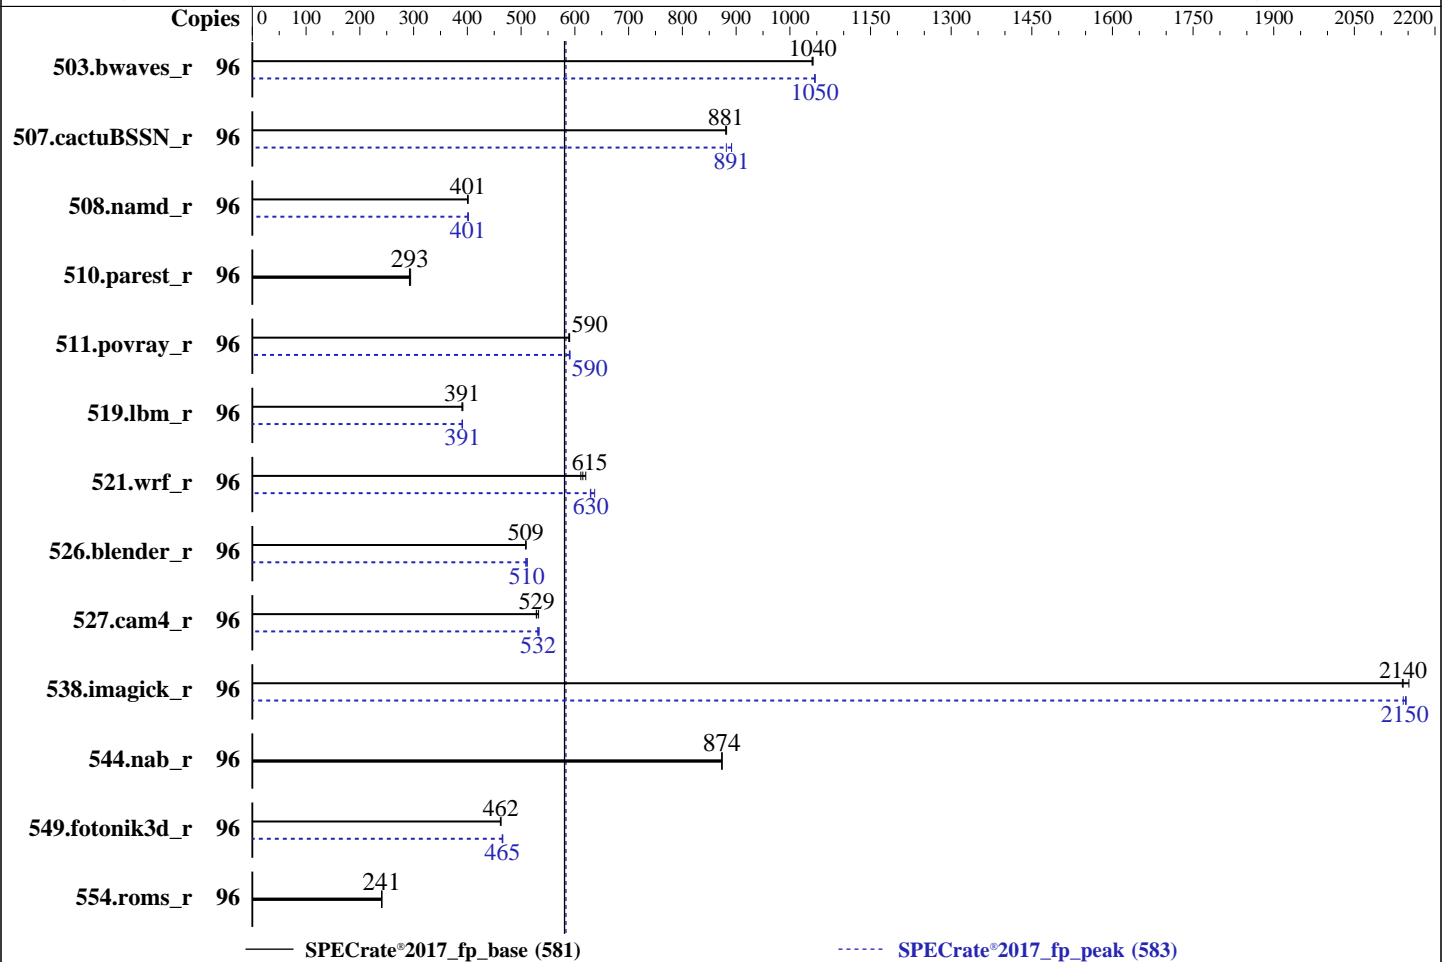 Copies 0 100 200 300 400 500 600 700 800 900 1000 1150 1300 1450 1600 1750 1900 2050 2200
1040
503.bwaves_r 96
1050
881
507.cactuBSSN_r 96
891
401
508.namd_r 96
401
293
510.parest_r 96
590
511.povray_r 96
590
391
519.lbm_r 96
391
615
521.wrf_r 96
630
509
526.blender_r 96
510
529
527.cam4_r 96
532
2140
538.imagick_r 96
2150
874
544.nab_r 96
462
549.fotonik3d_r 96
465
241
554.roms_r 96
SPECrate®2017_fp_base (581) SPECrate®2017_fp_peak (583)